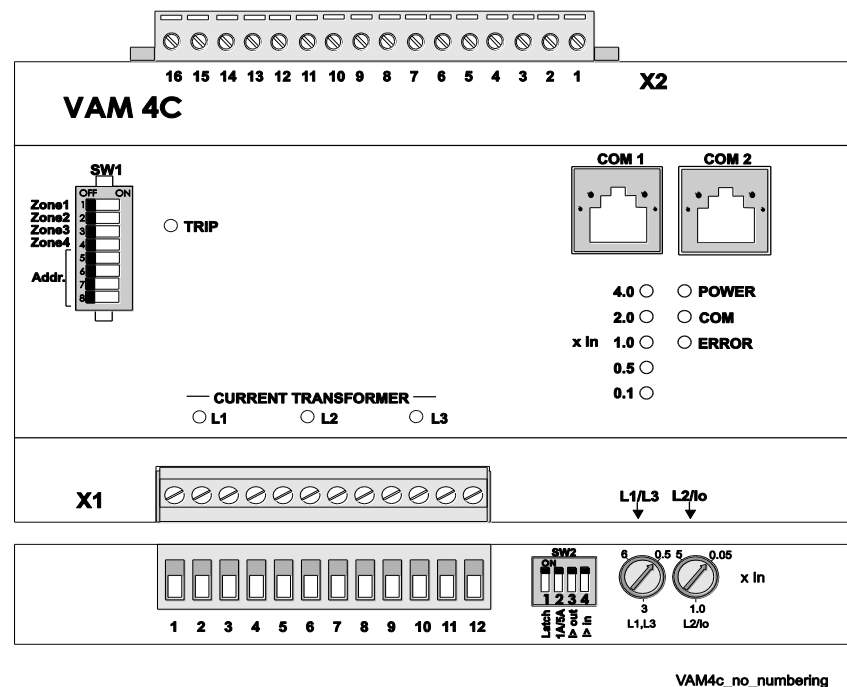 16 15 14 13 12 11 10 9 8 7 6 5 4 3 2 1
X2
VAM 4C
SW1
OFF ON
Zone1 1
Zone2 2
Zone3 3
Zone4 4
5
6
Addr. 7
8
TRIP
COM 1 COM 2
4.0 POWER
2.0 COM
x In 1.0 ERROR
0.5
0.1
CURRENT TRANSFORMER
L1 L2 L3
X1
L1/L3 L2/Io
SW2
ON
1 2 3 4
Latch
1A/5A
Δ out
Δ in
6 0.5 5 0.05
x In
3 1.0
L1,L3 L2/Io
1 2 3 4 5 6 7 8 9 10 11 12
VAM4c_no_numbering